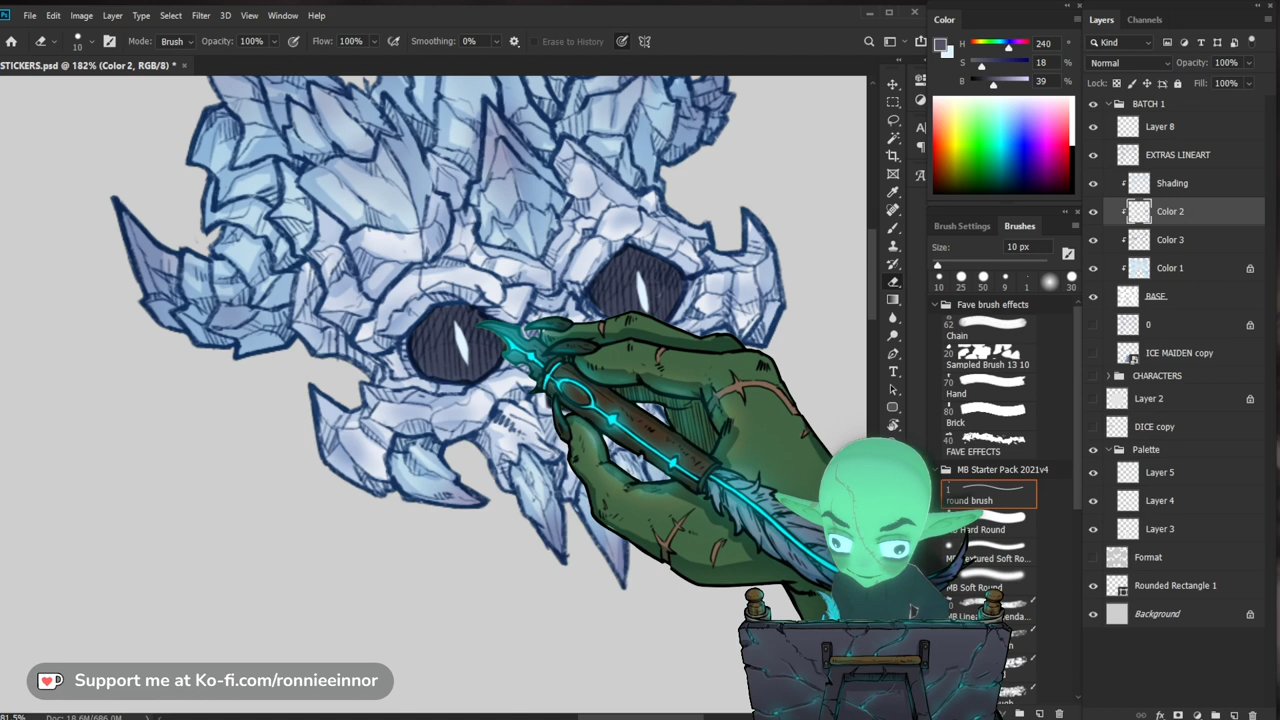 Ps File Edit Image Layer Type Select Filter 3D View Window Help
10 Mode: Brush Opacity: 100% Flow: 100% Smoothing: 0% Erase to History
STICKERS.psd @ 182% (Color 2, RGB/8) * ×
Color
H 240 °
S 18 %
B 39 %
Brush Settings Brushes
Size: 10 px
10 25 50 9 1 30
Fave brush effects
62
Chain
20
Sampled Brush 13 10
70
Hand
80
Brick
40
FAVE EFFECTS
MB Starter Pack 2021v4
1
round brush
MB Soft Round
Layers Channels
Kind
Normal Opacity: 100%
Lock: Fill: 100%
BATCH 1
Layer 8
EXTRAS LINEART
Shading
Color 2
Color 3
Color 1
BASE
0
ICE MAIDEN copy
CHARACTERS
Layer 2
DICE copy
Palette
Layer 5
Layer 4
Layer 3
Format
Rounded Rectangle 1
Background
Support me at Ko-fi.com/ronnieeinnor